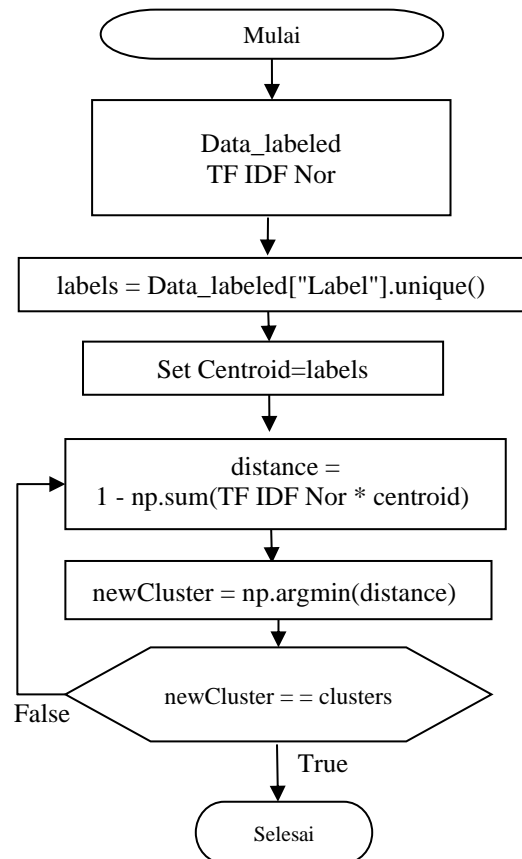 Mulai
Data_labeled
TF IDF Nor
labels = Data_labeled["Label"].unique()
Set Centroid=labels
distance =
1 - np.sum(TF IDF Nor * centroid)
newCluster = np.argmin(distance)
newCluster = = clusters
False
True
Selesai